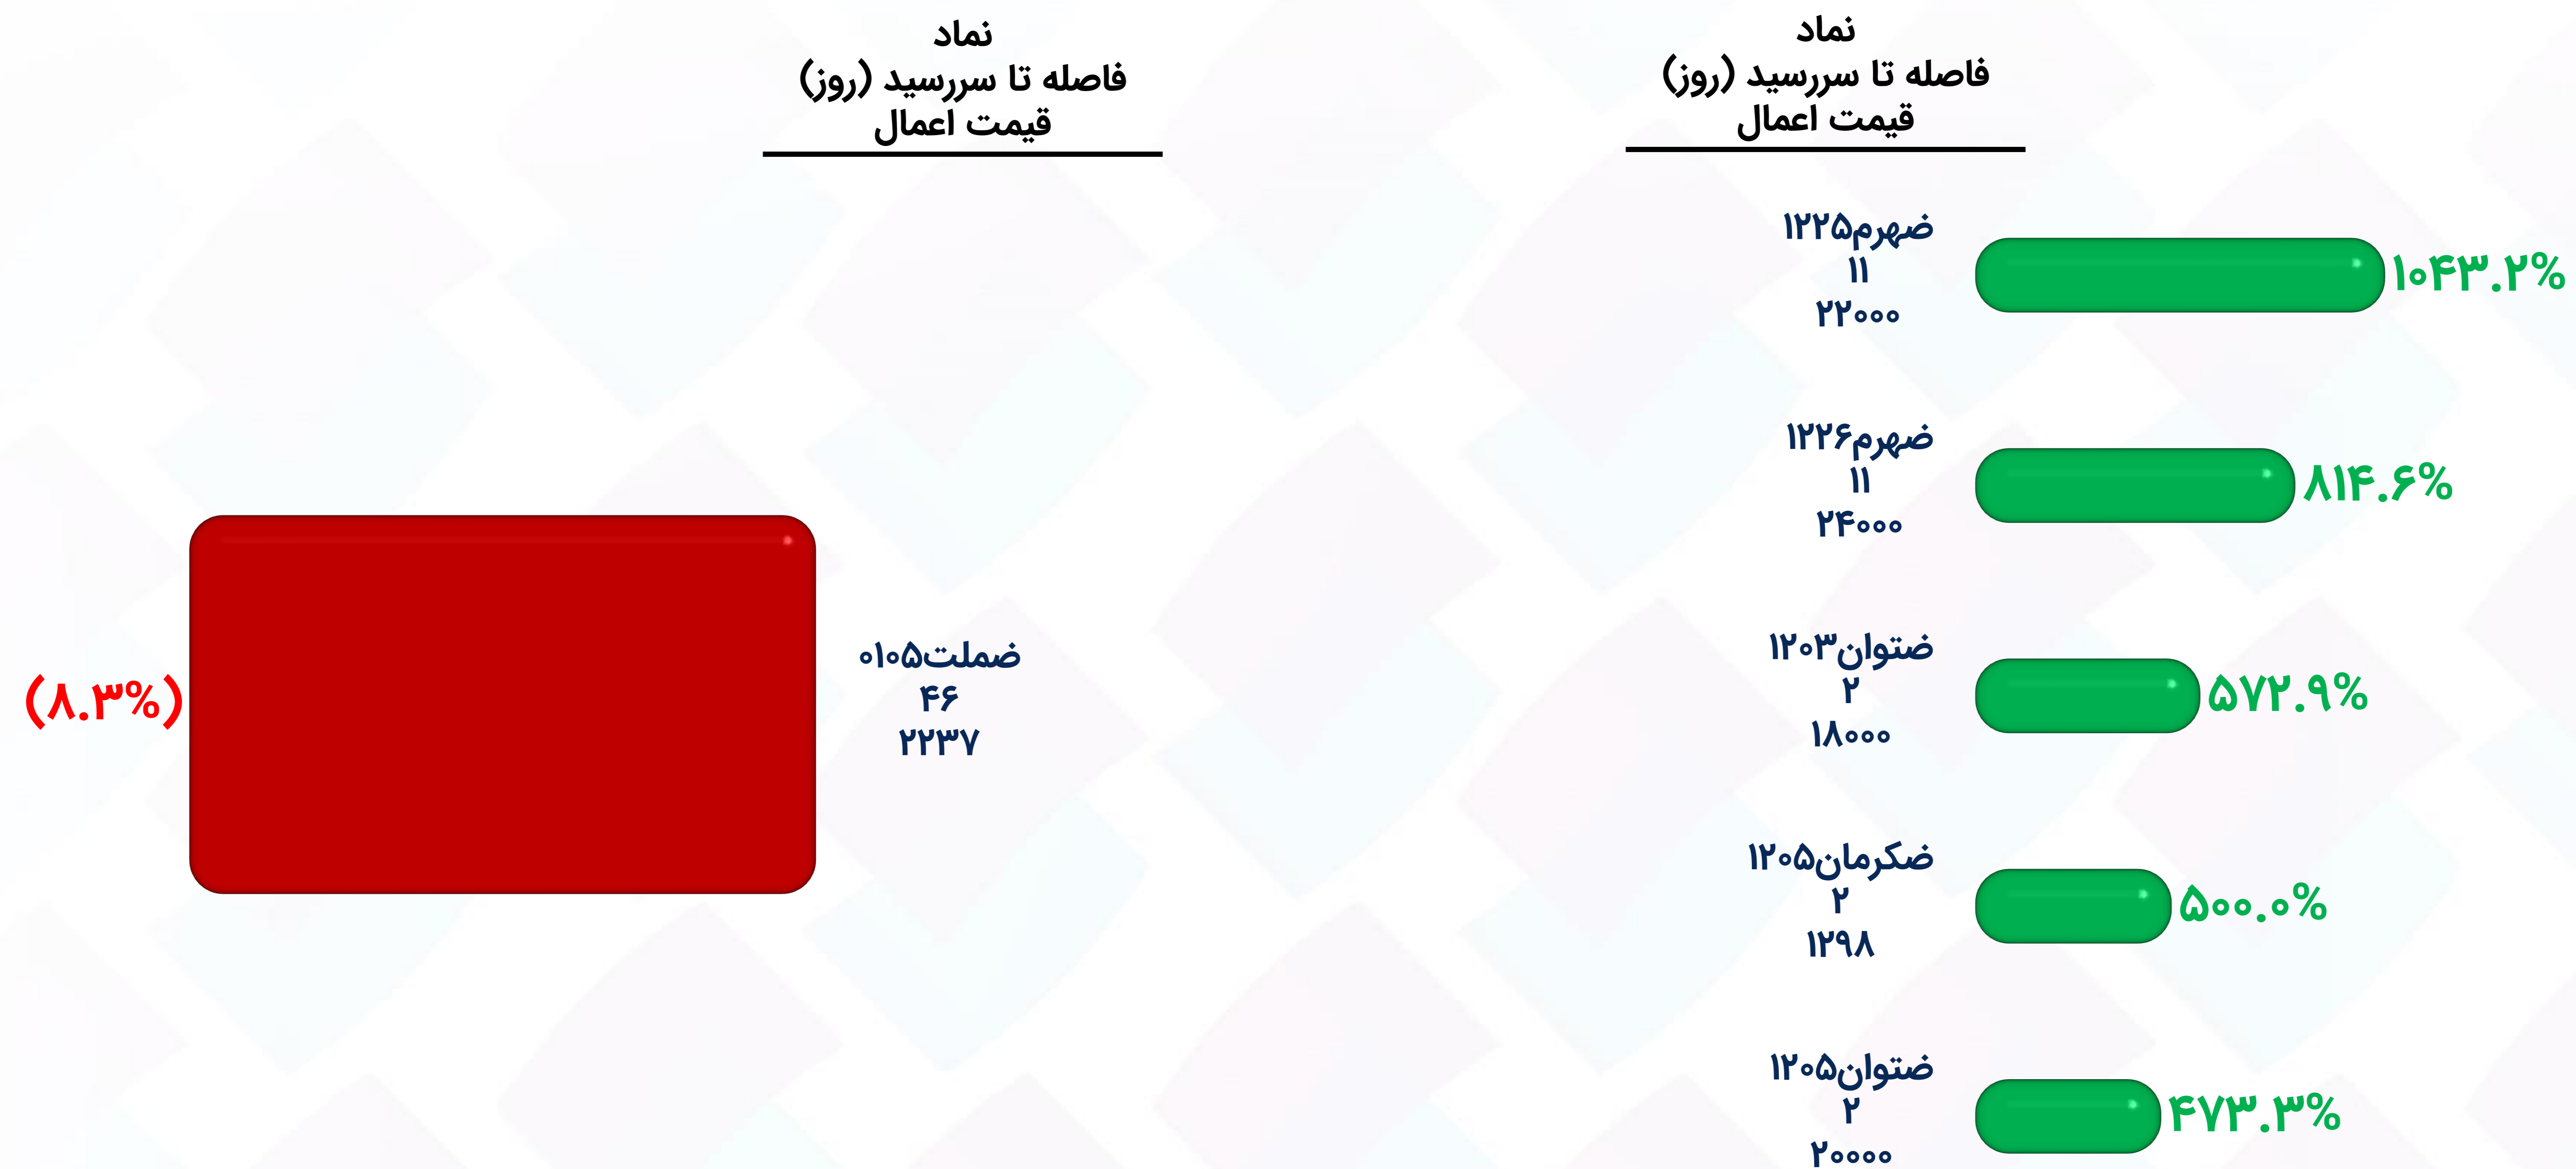 نماد
فاصله تا سررسید (روز)
قیمت اعمال
ضهرم۱۲۲۵
۱۱
۲۲۰۰۰
۱۰۴۳.۲%
ضهرم۱۲۲۶
۱۱
۲۴۰۰۰
۸۱۴.۶%
ضتوان۱۲۰۳
۲
۱۸۰۰۰
۵۷۲.۹%
ضکرمان۱۲۰۵
۲
۱۲۹۸
۵۰۰.۰%
ضتوان۱۲۰۵
۲
۲۰۰۰۰
۴۷۳.۳%
نماد
فاصله تا سررسید (روز)
قیمت اعمال
ضملت۰۱۰۵
۴۶
۲۲۳۷
(۸.۳%)